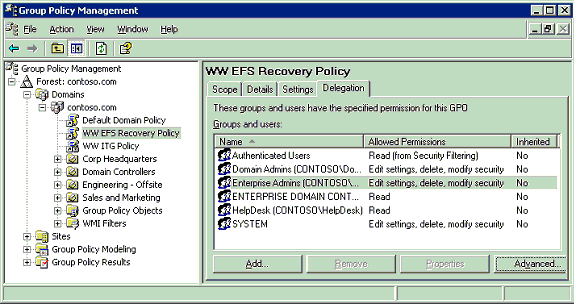 Group Policy Management
File Action View Window Help
Group Policy Management
Forest: contoso.com
Domains
contoso.com
Default Domain Policy
WW EFS Recovery Policy
WW ITG Policy
Corp Headquarters
Domain Controllers
Engineering - Offsite
Sales and Marketing
Group Policy Objects
WMI Filters
Sites
Group Policy Modeling
Group Policy Results
WW EFS Recovery Policy
Scope Details Settings Delegation
These groups and users have the specified permission for this GPO
Groups and users:
Name Allowed Permissions Inherited
Authenticated Users Read (from Security Filtering) No
Domain Admins (CONTOSO\Do... Edit settings, delete, modify security No
Enterprise Admins (CONTOSO\... Edit settings, delete, modify security No
ENTERPRISE DOMAIN CONT... Read No
HelpDesk (CONTOSO\HelpDesk) Read No
SYSTEM Edit settings, delete, modify security No
Add... Remove Properties Advanced...